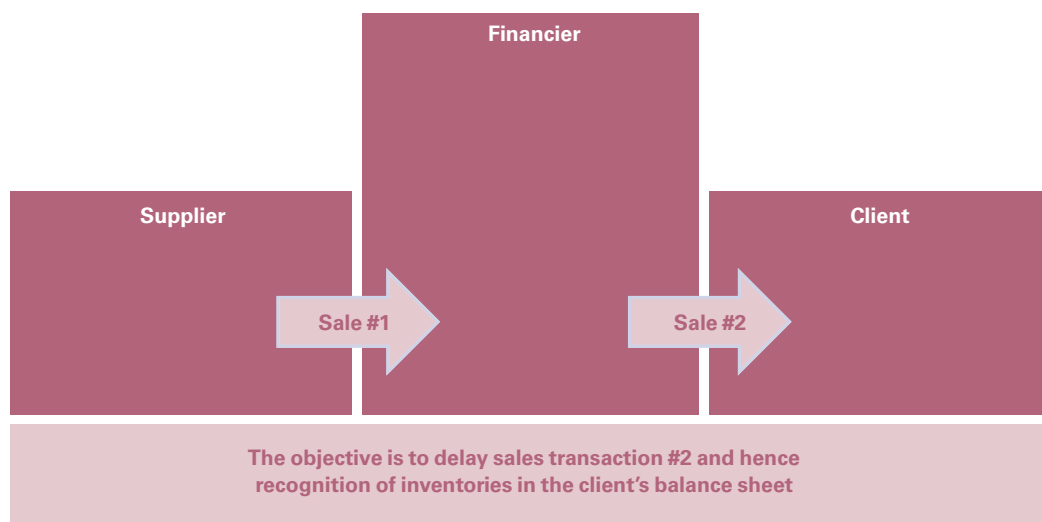 Financier
Supplier
Client
Sale #1
Sale #2
The objective is to delay sales transaction #2 and hence
recognition of inventories in the client's balance sheet